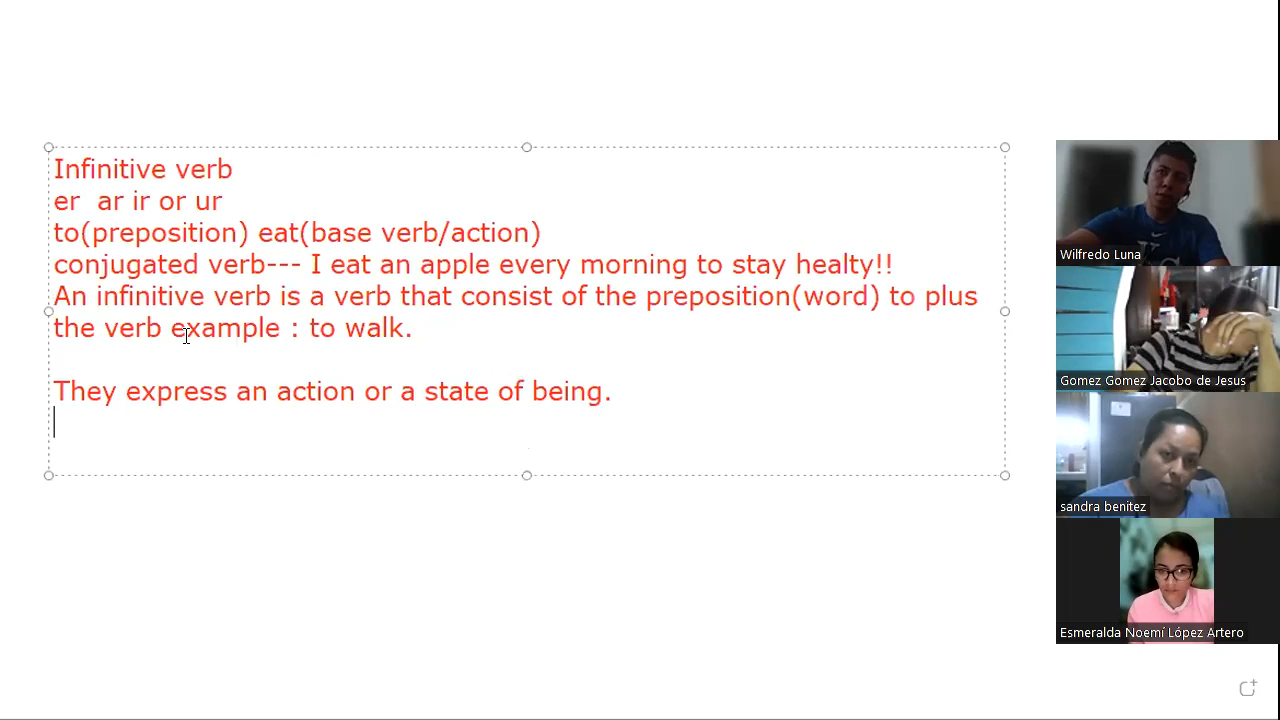 Infinitive verb
er  ar ir or ur
to(preposition) eat(base verb/action)
conjugated verb--- I eat an apple every morning to stay healty!!
An infinitive verb is a verb that consist of the preposition(word) to plus
the verb example : to walk.
They express an action or a state of being.
Wilfredo Luna
Gomez Gomez Jacobo de Jesus
sandra benitez
Esmeralda Noemí López Artero